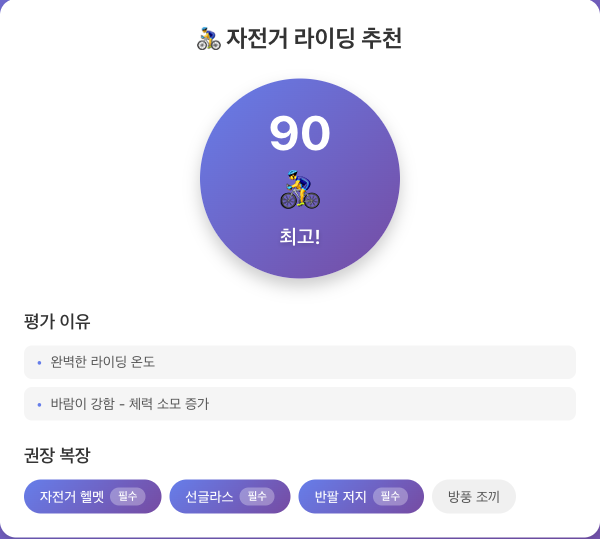 자전거 라이딩 추천
90
최고!
평가 이유
• 완벽한 라이딩 온도
• 바람이 강함 - 체력 소모 증가
권장 복장
자전거 헬멧 필수 선글라스 필수 반팔 저지 필수 방풍 조끼